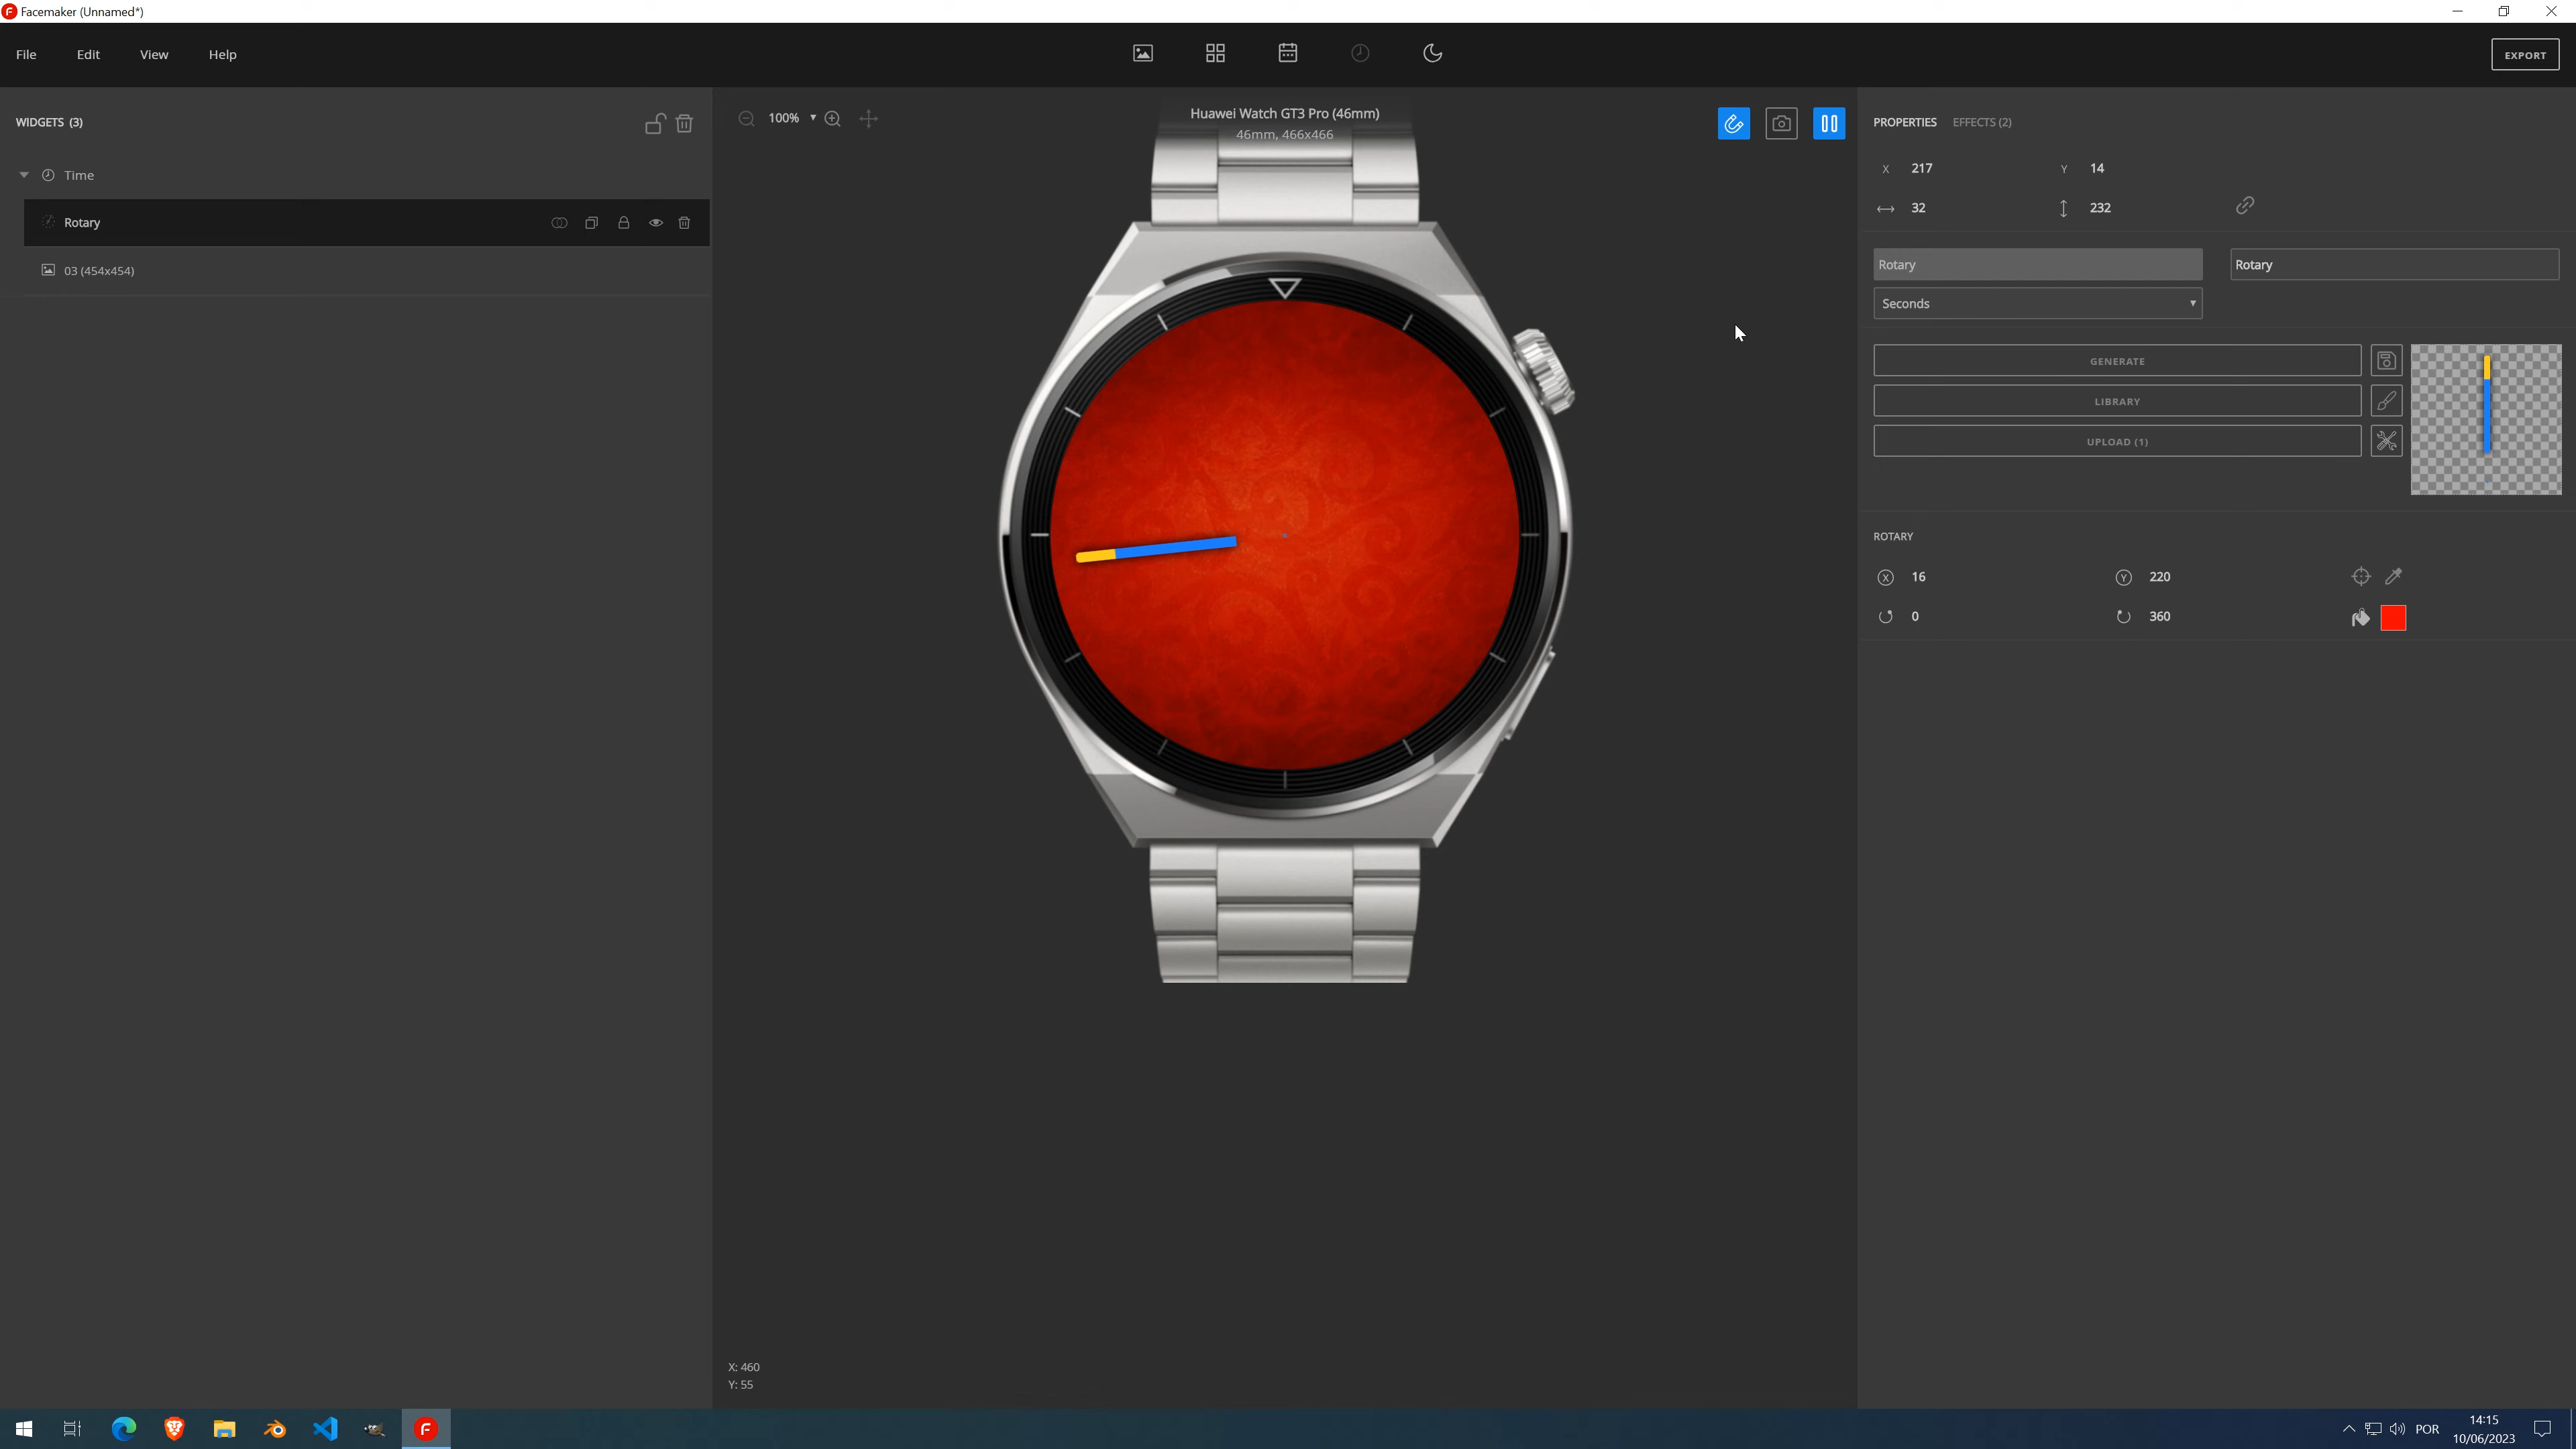 Facemaker (Unnamed*)
File Edit View Help
EXPORT
WIDGETS (3)
Time
Rotary
03 (454x454)
100%
Huawei Watch GT3 Pro (46mm)
46mm, 466x466
X: 460
Y: 55
PROPERTIES EFFECTS (2)
X 217 Y 14
32 232
Rotary Rotary
Seconds
GENERATE
LIBRARY
UPLOAD (1)
ROTARY
X 16 Y 220
0 360
POR
14:15
10/06/2023